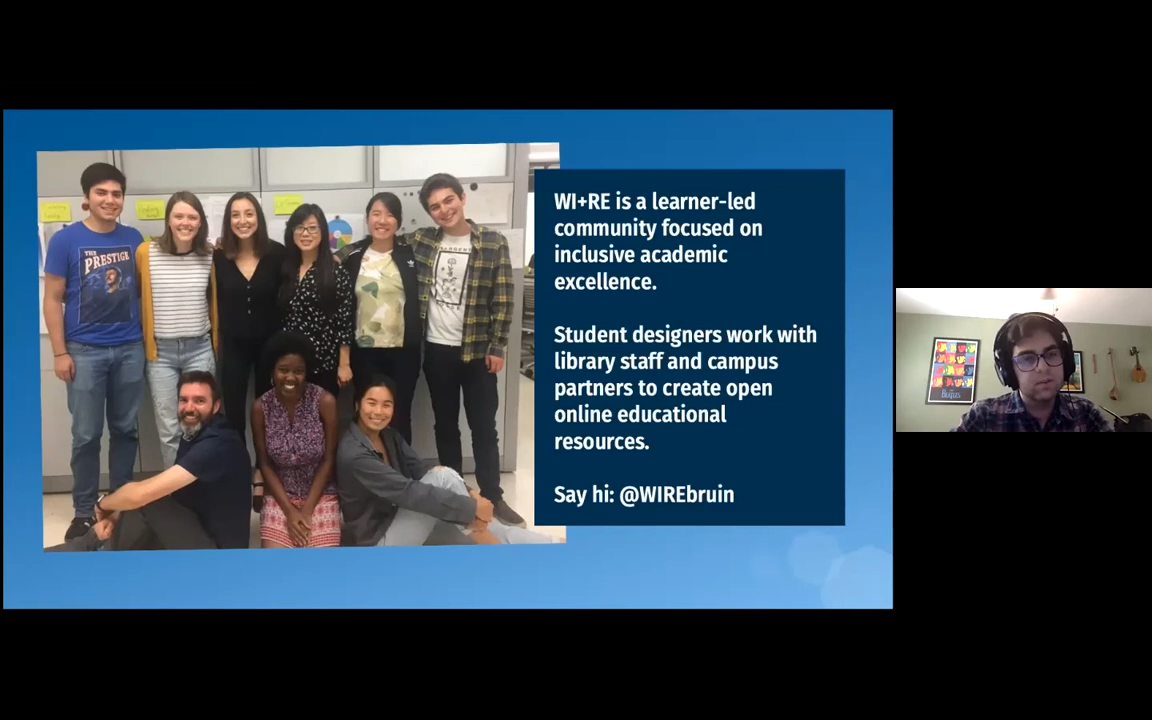 THE
PRESTIGE
WI+RE is a learner-led
community focused on
inclusive academic
excellence.
Student designers work with
library staff and campus
partners to create open
online educational
resources.
Say hi: @WIREbruin